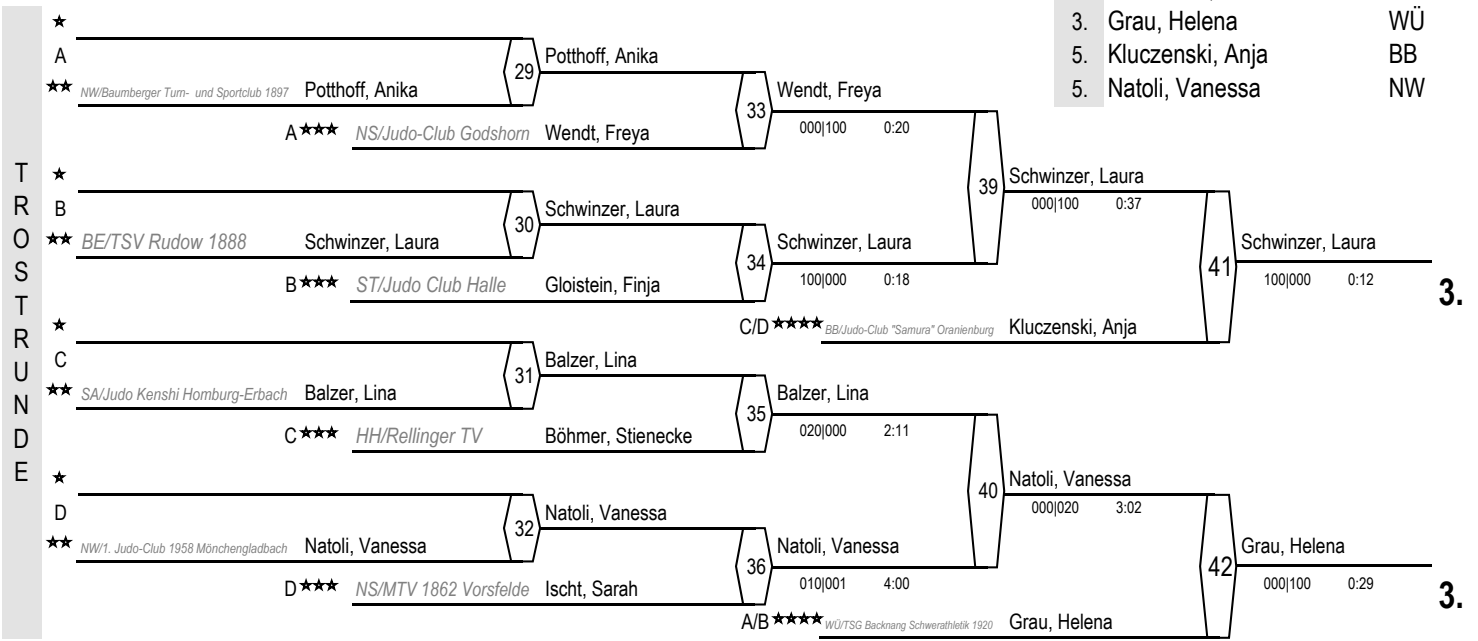 3. Grau, Helena WÜ
5. Kluczenski, Anja BB
5. Natoli, Vanessa NW
TROSTRUNDE
A
NW/Baumberger Turn- und Sportclub 1897 Potthoff, Anika
29
Potthoff, Anika
A NS/Judo-Club Godshorn Wendt, Freya
33
Wendt, Freya
000|100 0:20
B
BE/TSV Rudow 1888 Schwinzer, Laura
30
Schwinzer, Laura
B ST/Judo Club Halle Gloistein, Finja
34
Schwinzer, Laura
100|000 0:18
39
Schwinzer, Laura
000|100 0:37
C/D BB/Judo-Club "Samura" Oranienburg Kluczenski, Anja
41
Schwinzer, Laura
100|000 0:12
3.
C
SA/Judo Kenshi Homburg-Erbach Balzer, Lina
31
Balzer, Lina
C HH/Rellinger TV Böhmer, Stienecke
35
Balzer, Lina
020|000 2:11
D
NW/1. Judo-Club 1958 Mönchengladbach Natoli, Vanessa
32
Natoli, Vanessa
D NS/MTV 1862 Vorsfelde Ischt, Sarah
36
Natoli, Vanessa
010|001 4:00
40
Natoli, Vanessa
000|020 3:02
A/B WÜ/TSG Backnang Schwerathletik 1920 Grau, Helena
42
Grau, Helena
000|100 0:29
3.